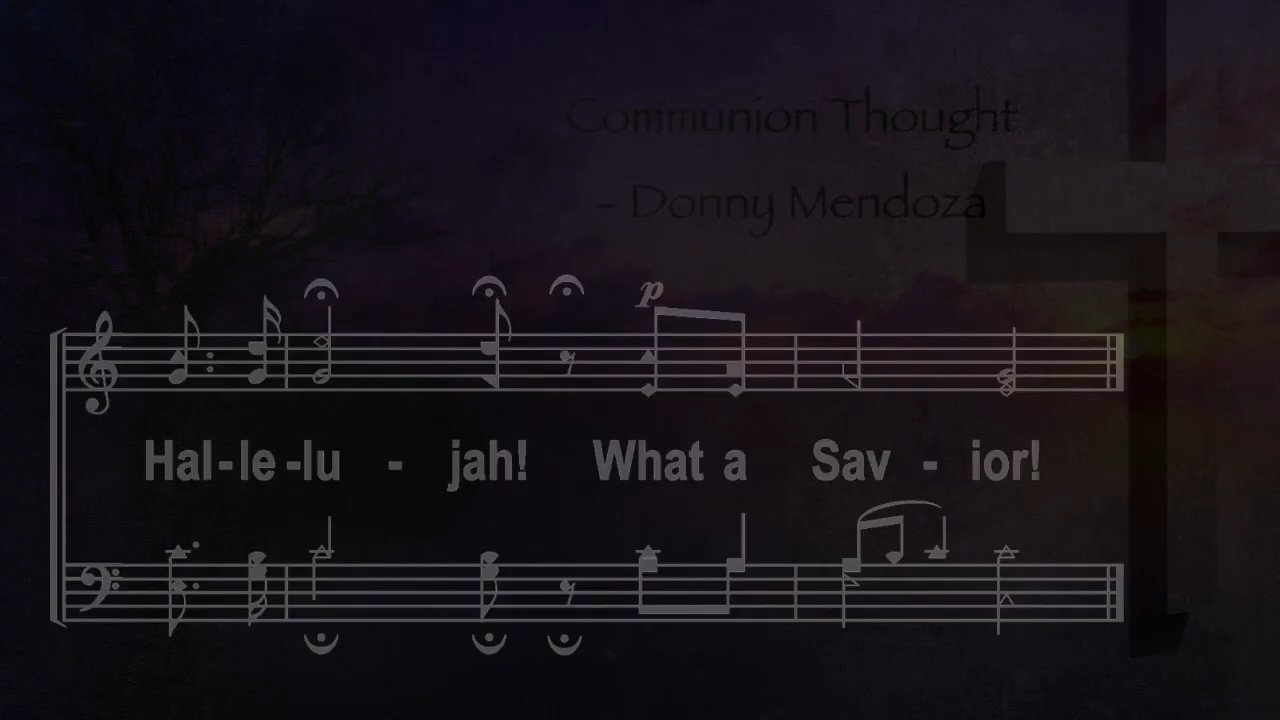 Communion Thought
- Donny Mendoza
p
Hal-le-lu - jah! What a Sav - ior!